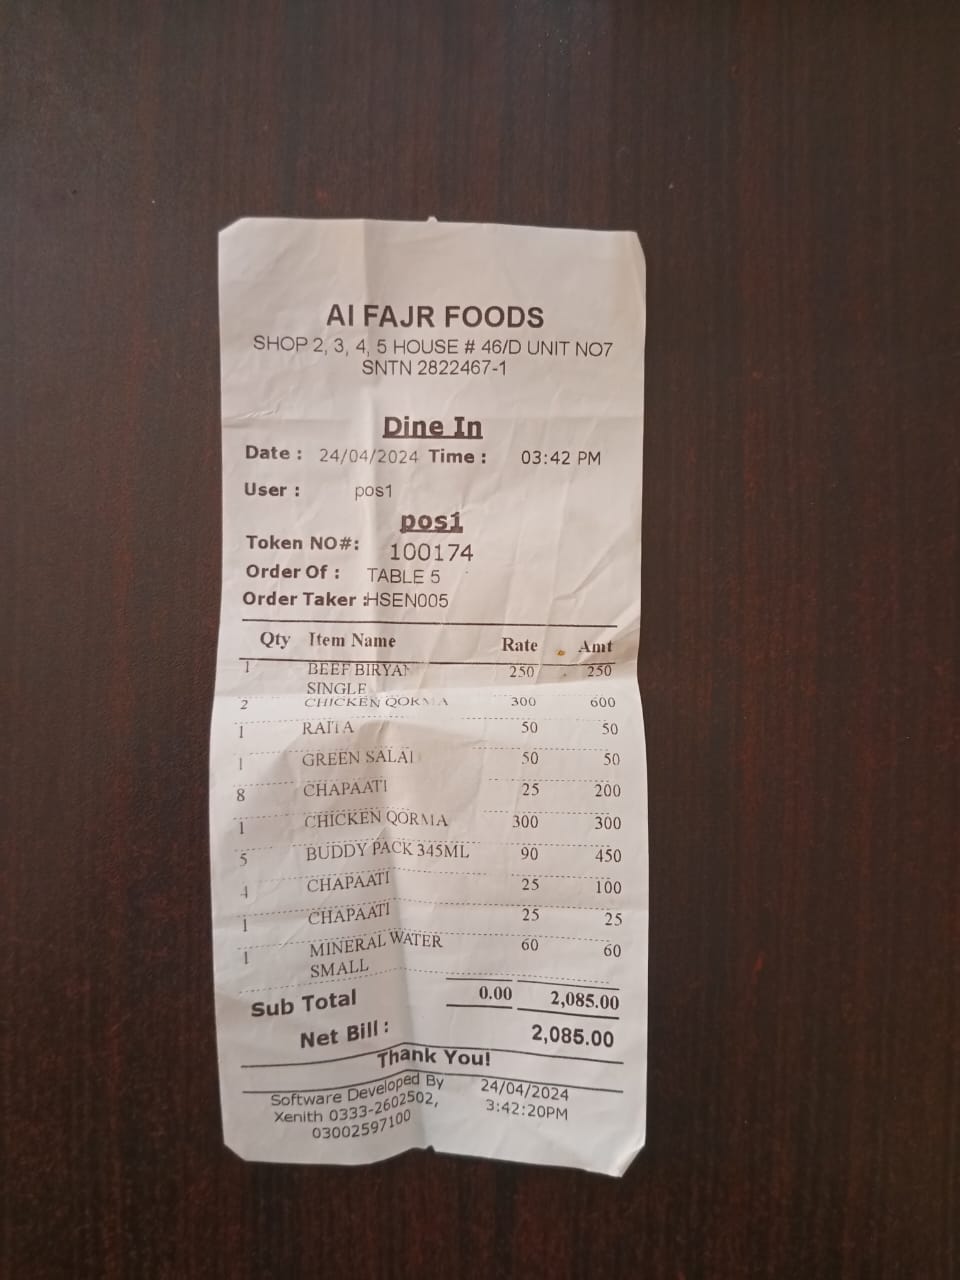 Al FAJR FOODS
SHOP 2, 3, 4, 5 HOUSE # 46/D UNIT NO7
SNTN 2822467-1
Dine In
Date : 24/04/2024 Time : 03:42 PM
User : pos1
pos1
Token NO#: 100174
Order Of : TABLE 5
Order Taker :HSEN005
Qty Item Name Rate Amt
1 BEEF BIRYAN 250 250
SINGLE
2 CHICKEN QORMA 300 600
1 RAITA 50 50
1 GREEN SALAD 50 50
8 CHAPAATI 25 200
1 CHICKEN QORMA 300 300
5 BUDDY PACK 345ML 90 450
4 CHAPAATI 25 100
1 CHAPAATI 25 25
1 MINERAL WATER 60 60
SMALL
Sub Total 0.00 2,085.00
Net Bill : 2,085.00
Thank You!
Software Developed By 24/04/2024
Xenith 0333-2602502, 3:42:20PM
03002597100